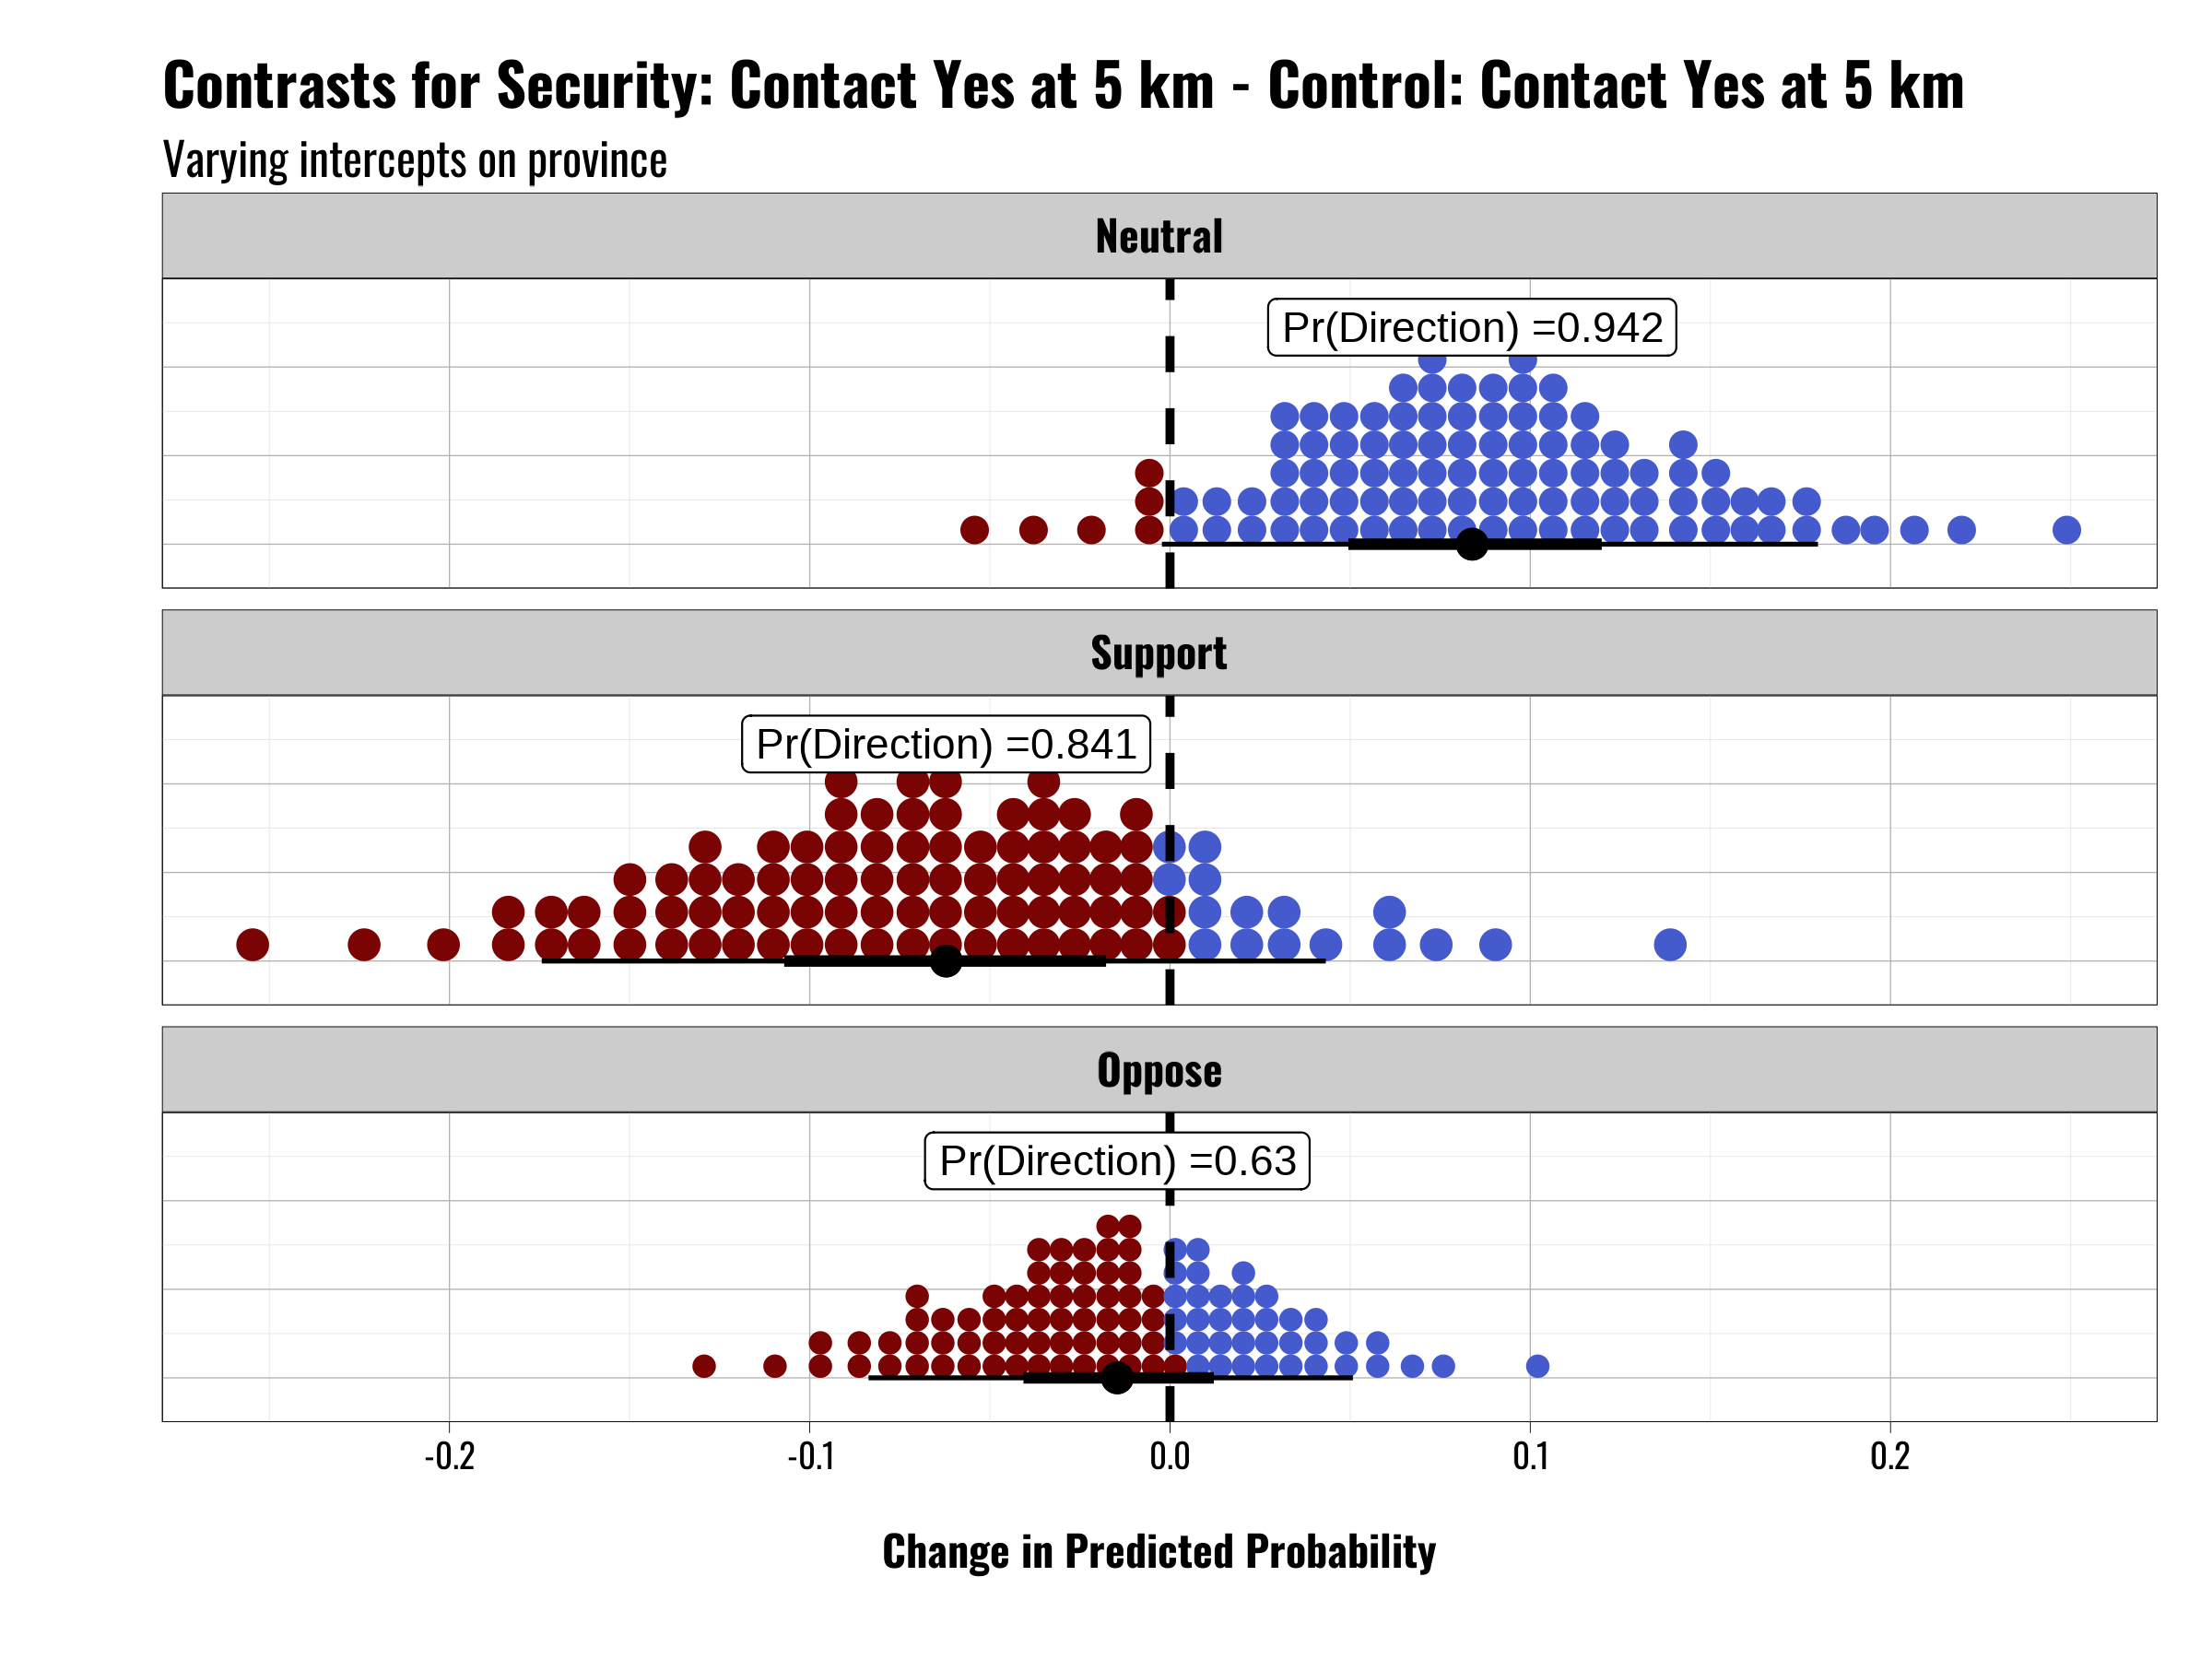 Contrasts for Security: Contact Yes at 5 km - Control: Contact Yes at 5 km
Varying intercepts on province
Neutral
Pr(Direction) =0.942
Support
Pr(Direction) =0.841
Oppose
Pr(Direction) =0.63
-0.2 -0.1 0.0 0.1 0.2
Change in Predicted Probability